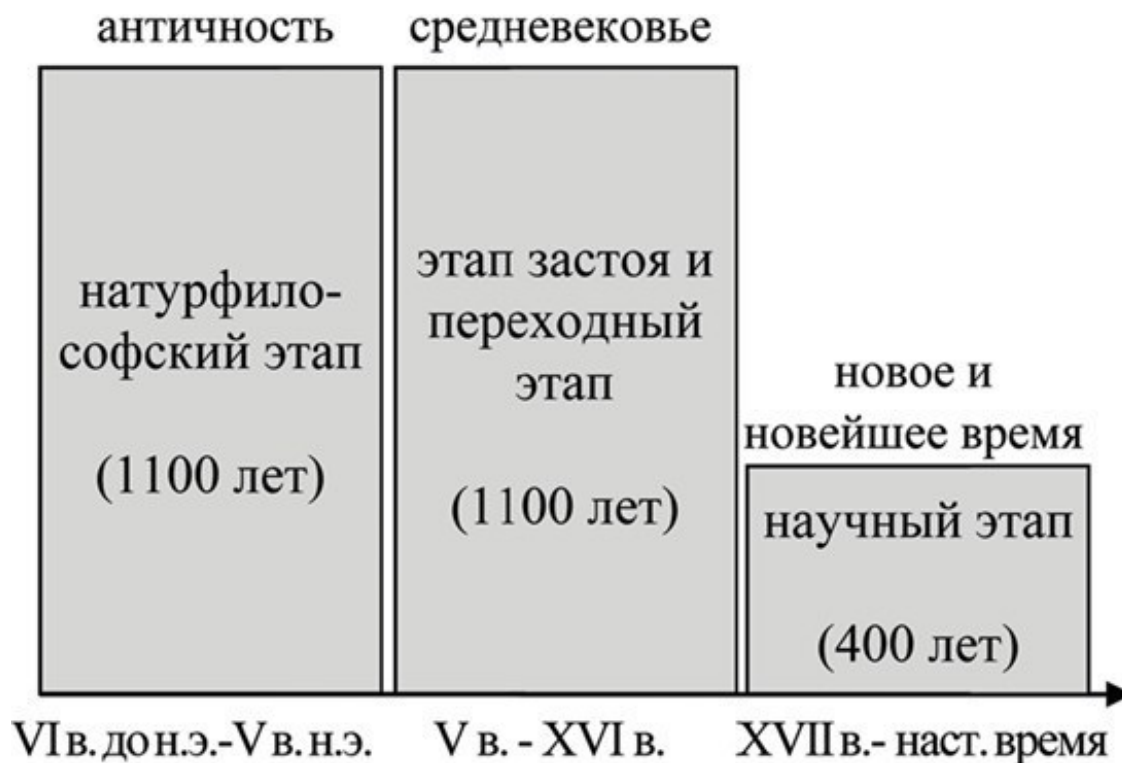 античность
натурфило-
софский этап
(1100 лет)
VI в. до н.э.-V в. н.э.
средневековье
этап застоя и
переходный
этап
(1100 лет)
V в. - XVI в.
новое и
новейшее время
научный этап
(400 лет)
XVII в.- наст. время